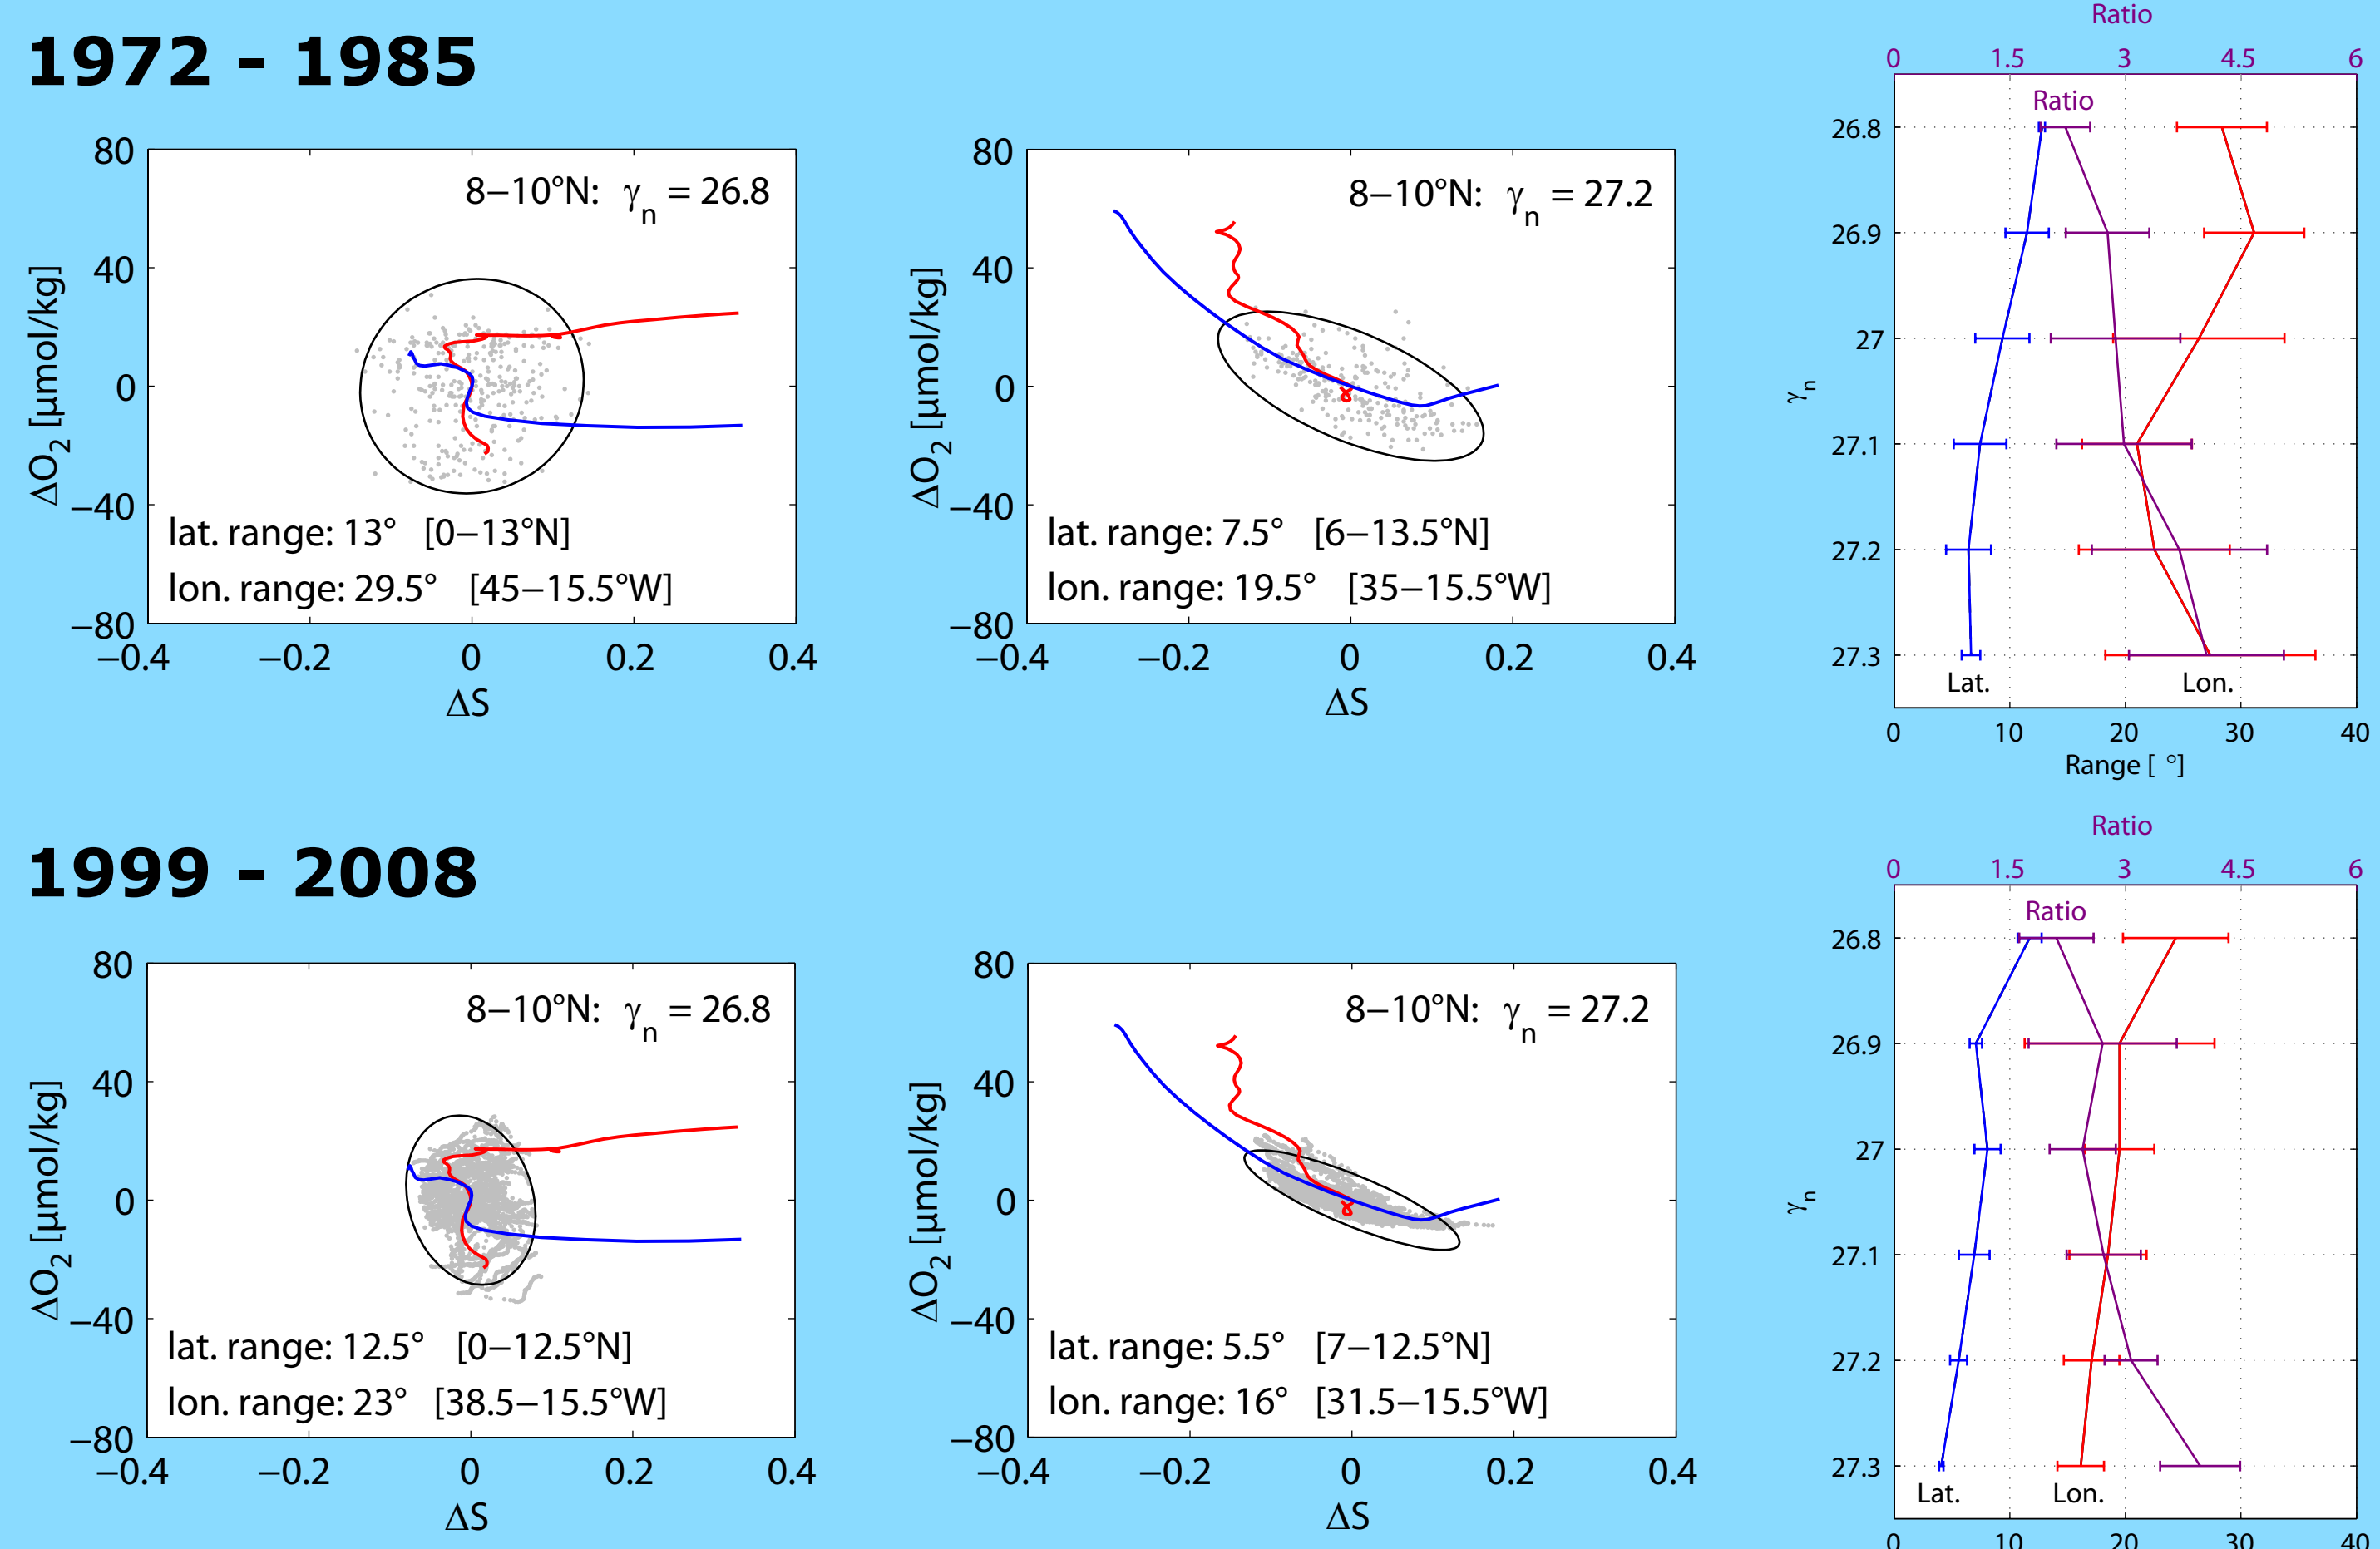 1972 - 1985
80
40
0
−40
−80
ΔO2 [µmol/kg]
8−10°N: γn = 26.8
lat. range: 13° [0−13°N]
lon. range: 29.5° [45−15.5°W]
−0.4 −0.2 0 0.2 0.4
ΔS
80
40
0
−40
−80
ΔO2 [µmol/kg]
8−10°N: γn = 27.2
lat. range: 7.5° [6−13.5°N]
lon. range: 19.5° [35−15.5°W]
−0.4 −0.2 0 0.2 0.4
ΔS
Ratio
0 1.5 3 4.5 6
Ratio
26.8
26.9
27
27.1
27.2
27.3
γn
Lat. Lon.
0 10 20 30 40
Range [ °]
1999 - 2008
80
40
0
−40
−80
ΔO2 [µmol/kg]
8−10°N: γn = 26.8
lat. range: 12.5° [0−12.5°N]
lon. range: 23° [38.5−15.5°W]
−0.4 −0.2 0 0.2 0.4
ΔS
80
40
0
−40
−80
ΔO2 [µmol/kg]
8−10°N: γn = 27.2
lat. range: 5.5° [7−12.5°N]
lon. range: 16° [31.5−15.5°W]
−0.4 −0.2 0 0.2 0.4
ΔS
Ratio
0 1.5 3 4.5 6
Ratio
26.8
26.9
27
27.1
27.2
27.3
γn
Lat. Lon.
0 10 20 30 40